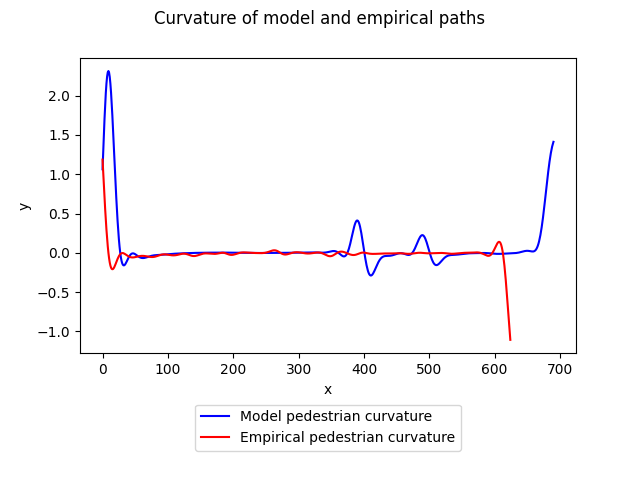 Curvature of model and empirical paths
2.0
1.5
1.0
0.5
0.0
−0.5
−1.0
y
0 100 200 300 400 500 600 700
x
Model pedestrian curvature
Empirical pedestrian curvature